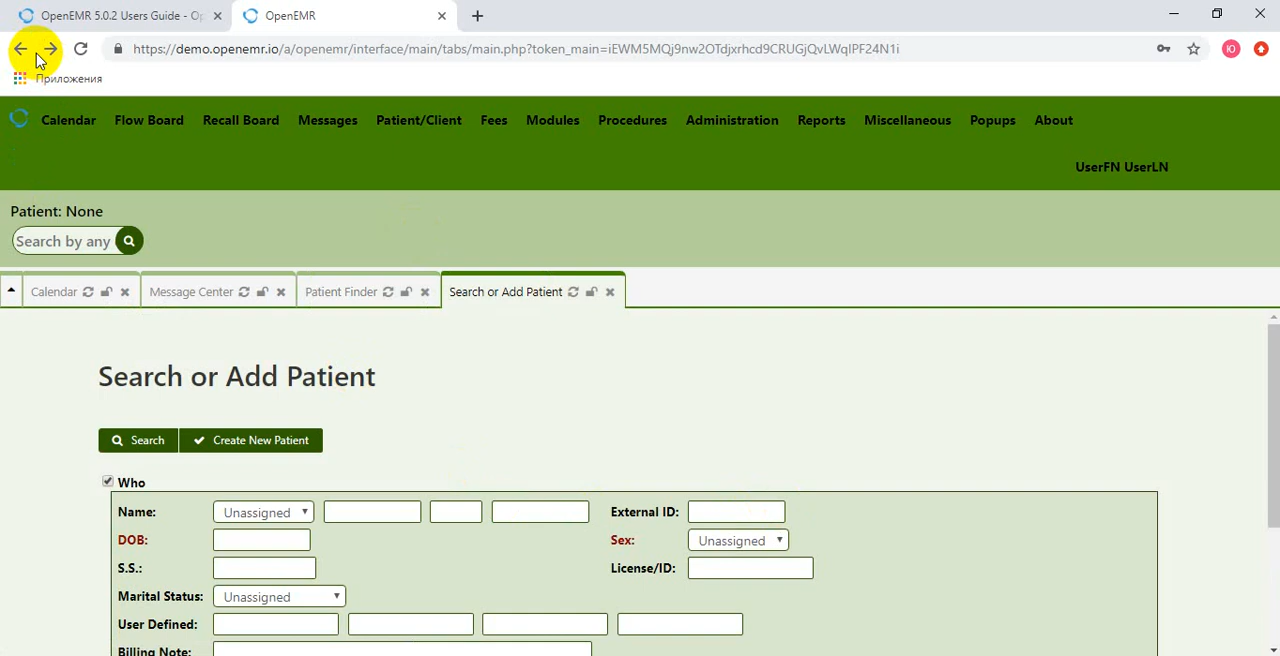 OpenEMR 5.0.2 Users Guide - Op
OpenEMR
https://demo.openemr.io/a/openemr/interface/main/tabs/main.php?token_main=iEWM5MQj9nw2OTdjxrhcd9CRUGjQvLWqlPF24N1i
Ю
Приложения
Calendar Flow Board Recall Board Messages Patient/Client Fees Modules Procedures Administration Reports Miscellaneous Popups About
UserFN UserLN
Patient: None
Search by any
Calendar Message Center Patient Finder Search or Add Patient
Search or Add Patient
Search Create New Patient
Who
Name: Unassigned External ID:
DOB: Sex: Unassigned
S.S.: License/ID:
Marital Status: Unassigned
User Defined:
Billing Note: